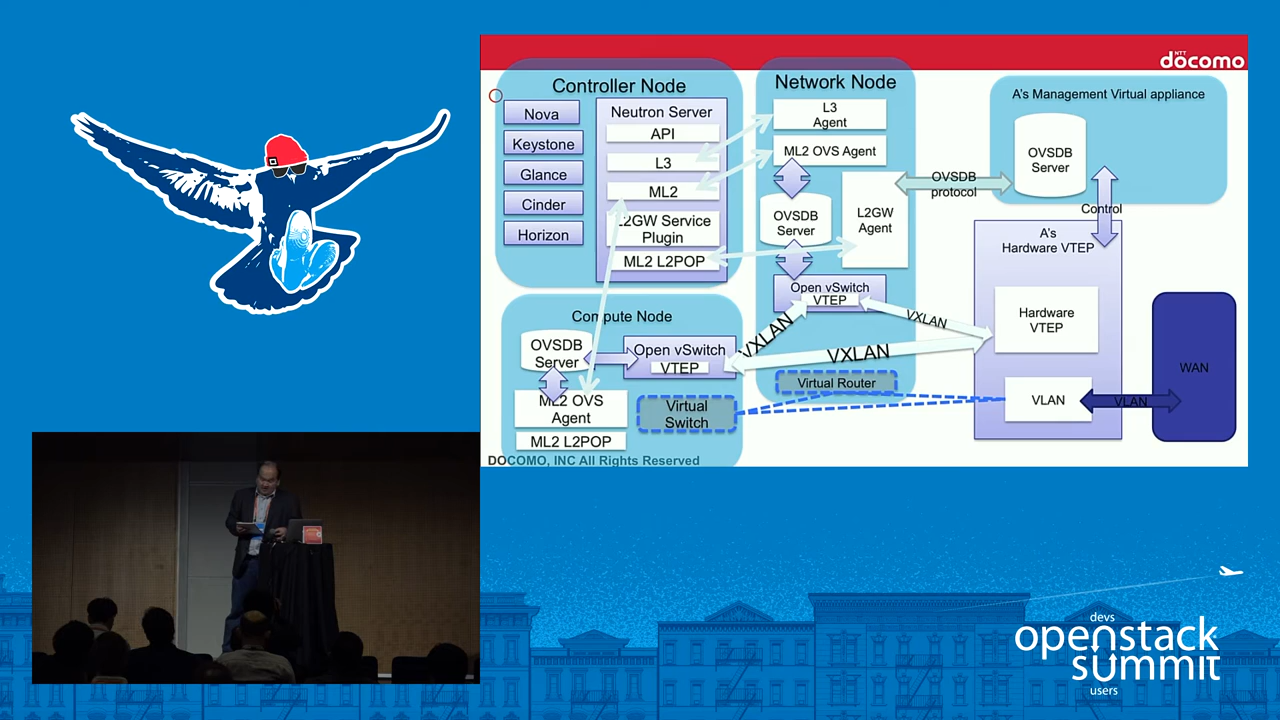 NTT
döcomo
Controller Node
Nova
Keystone
Glance
Cinder
Horizon
Neutron Server
API
L3
ML2
L2GW Service
Plugin
ML2 L2POP
Network Node
L3
Agent
ML2 OVS Agent
OVSDB
Server
L2GW
Agent
Open vSwitch
VTEP
OVSDB
protocol
A's Management Virtual appliance
OVSDB
Server
Control
A's
Hardware VTEP
Hardware
VTEP
VLAN
VLAN
WAN
VXLAN
VXLAN
VXLAN
Virtual Router
Compute Node
OVSDB
Server
Open vSwitch
VTEP
ML2 OVS
Agent
ML2 L2POP
Virtual
Switch
DOCOMO, INC All Rights Reserved
devs
openstack
summit
users